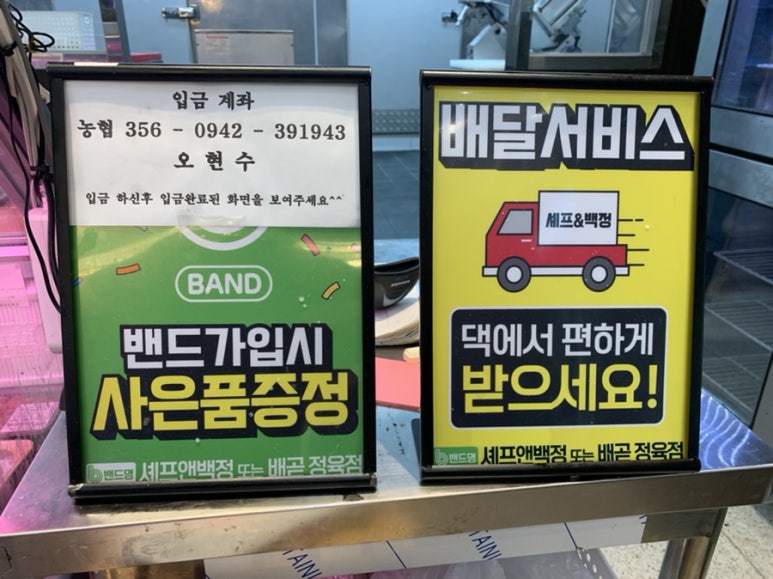 입금 계좌
농협 356 - 0942 - 391943
오 현 수
입금 하신후 입금완료된 화면을 보여주세요^^
BAND
밴드가입시
사은품증정
밴드명 셰프앤백정 또는 배곧 정육점
배달서비스
셰프&백정
댁에서 편하게
받으세요!
밴드명 셰프앤백정 또는 배곧 정육점